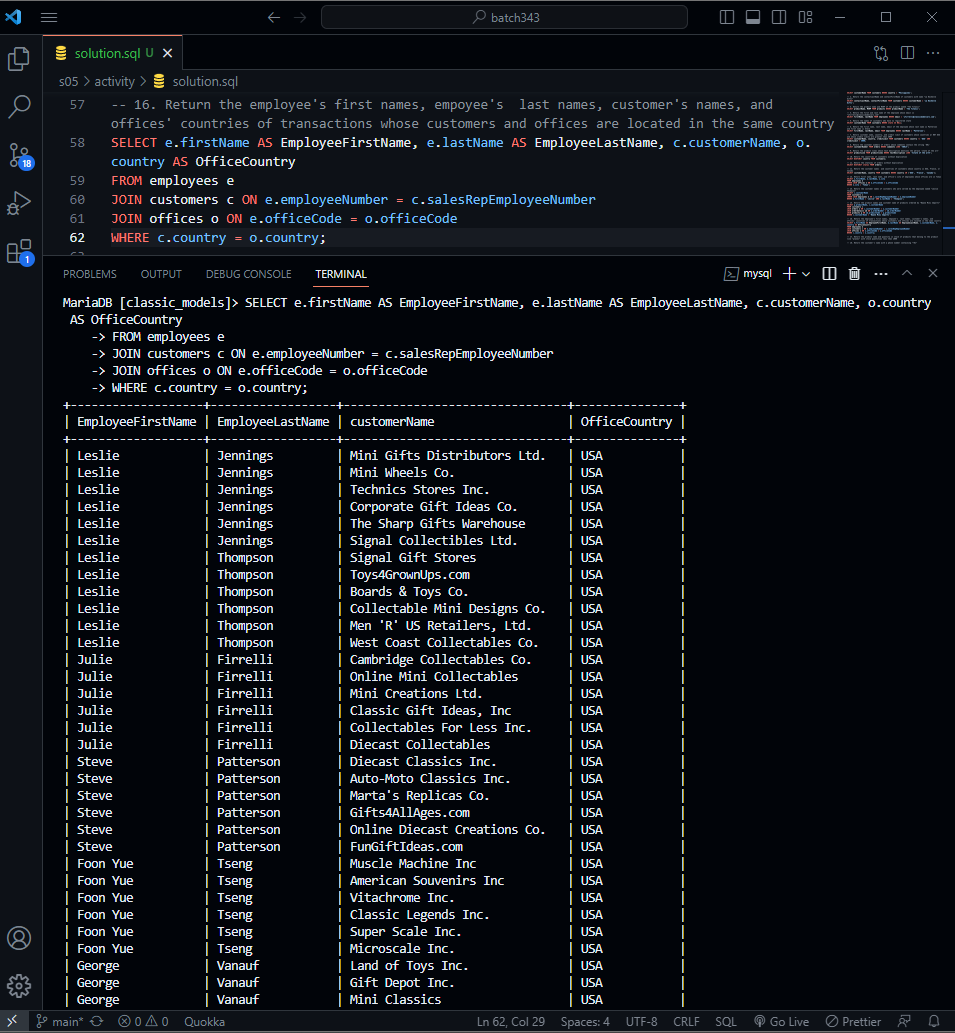 batch343
solution.sql U
s05 > activity > solution.sql
57 -- 16. Return the employee's first names, empoyee's  last names, customer's names, and
offices' countries of transactions whose customers and offices are located in the same country
58 SELECT e.firstName AS EmployeeFirstName, e.lastName AS EmployeeLastName, c.customerName, o.
country AS OfficeCountry
59 FROM employees e
60 JOIN customers c ON e.employeeNumber = c.salesRepEmployeeNumber
61 JOIN offices o ON e.officeCode = o.officeCode
62 WHERE c.country = o.country;
18
1
PROBLEMS OUTPUT DEBUG CONSOLE TERMINAL mysql
MariaDB [classic_models]> SELECT e.firstName AS EmployeeFirstName, e.lastName AS EmployeeLastName, c.customerName, o.country
AS OfficeCountry
-> FROM employees e
-> JOIN customers c ON e.employeeNumber = c.salesRepEmployeeNumber
-> JOIN offices o ON e.officeCode = o.officeCode
-> WHERE c.country = o.country;
+-------------------+------------------+--------------------------------+---------------+
| EmployeeFirstName | EmployeeLastName | customerName | OfficeCountry |
+-------------------+------------------+--------------------------------+---------------+
| Leslie | Jennings | Mini Gifts Distributors Ltd. | USA |
| Leslie | Jennings | Mini Wheels Co. | USA |
| Leslie | Jennings | Technics Stores Inc. | USA |
| Leslie | Jennings | Corporate Gift Ideas Co. | USA |
| Leslie | Jennings | The Sharp Gifts Warehouse | USA |
| Leslie | Jennings | Signal Collectibles Ltd. | USA |
| Leslie | Thompson | Signal Gift Stores | USA |
| Leslie | Thompson | Toys4GrownUps.com | USA |
| Leslie | Thompson | Boards & Toys Co. | USA |
| Leslie | Thompson | Collectable Mini Designs Co. | USA |
| Leslie | Thompson | Men 'R' US Retailers, Ltd. | USA |
| Leslie | Thompson | West Coast Collectables Co. | USA |
| Julie | Firrelli | Cambridge Collectables Co. | USA |
| Julie | Firrelli | Online Mini Collectables | USA |
| Julie | Firrelli | Mini Creations Ltd. | USA |
| Julie | Firrelli | Classic Gift Ideas, Inc | USA |
| Julie | Firrelli | Collectables For Less Inc. | USA |
| Julie | Firrelli | Diecast Collectables | USA |
| Steve | Patterson | Diecast Classics Inc. | USA |
| Steve | Patterson | Auto-Moto Classics Inc. | USA |
| Steve | Patterson | Marta's Replicas Co. | USA |
| Steve | Patterson | Gifts4AllAges.com | USA |
| Steve | Patterson | Online Diecast Creations Co. | USA |
| Steve | Patterson | FunGiftIdeas.com | USA |
| Foon Yue | Tseng | Muscle Machine Inc | USA |
| Foon Yue | Tseng | American Souvenirs Inc | USA |
| Foon Yue | Tseng | Vitachrome Inc. | USA |
| Foon Yue | Tseng | Classic Legends Inc. | USA |
| Foon Yue | Tseng | Super Scale Inc. | USA |
| Foon Yue | Tseng | Microscale Inc. | USA |
| George | Vanauf | Land of Toys Inc. | USA |
| George | Vanauf | Gift Depot Inc. | USA |
| George | Vanauf | Mini Classics | USA |
main* 0 0 Quokka Ln 62, Col 29 Spaces: 4 UTF-8 CRLF SQL Go Live Prettier